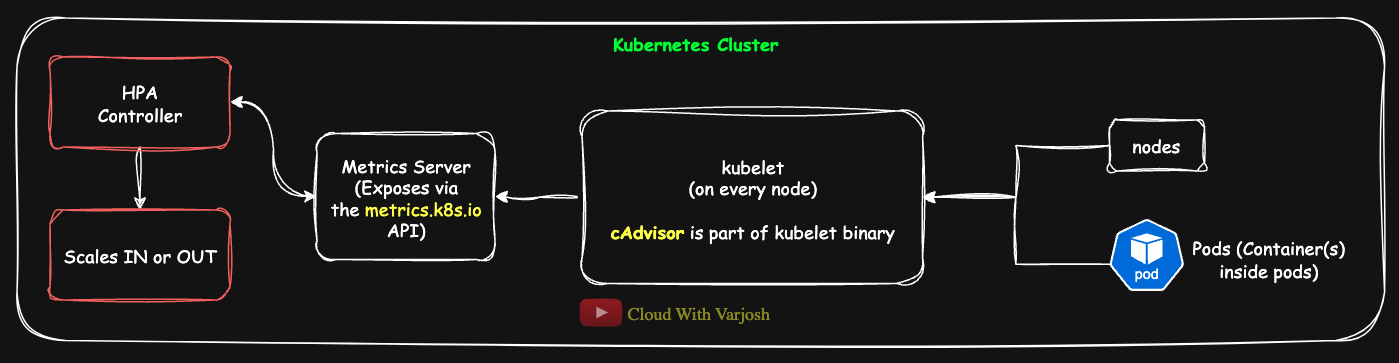 Kubernetes Cluster
HPA
Controller
Scales IN or OUT
Metrics Server
(Exposes via
the metrics.k8s.io
API)
kubelet
(on every node)
cAdvisor is part of kubelet binary
nodes
pod
Pods (Container(s)
inside pods)
Cloud With Varjosh